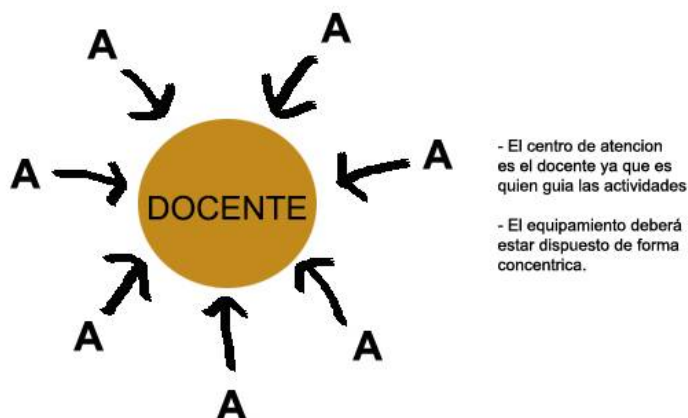 A
A
A
A
DOCENTE
A
A
A
- El centro de atencion
es el docente ya que es
quien guia las actividades
- El equipamiento deberá
estar dispuesto de forma
concentrica.